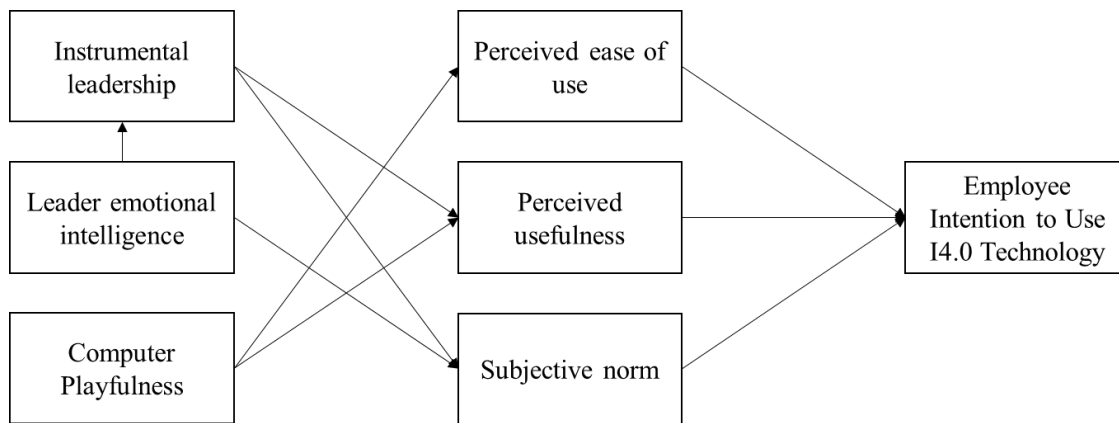 Instrumental
leadership
Perceived ease of
use
Leader emotional
intelligence
Perceived
usefulness
Employee
Intention to Use
I4.0 Technology
Computer
Playfulness
Subjective norm